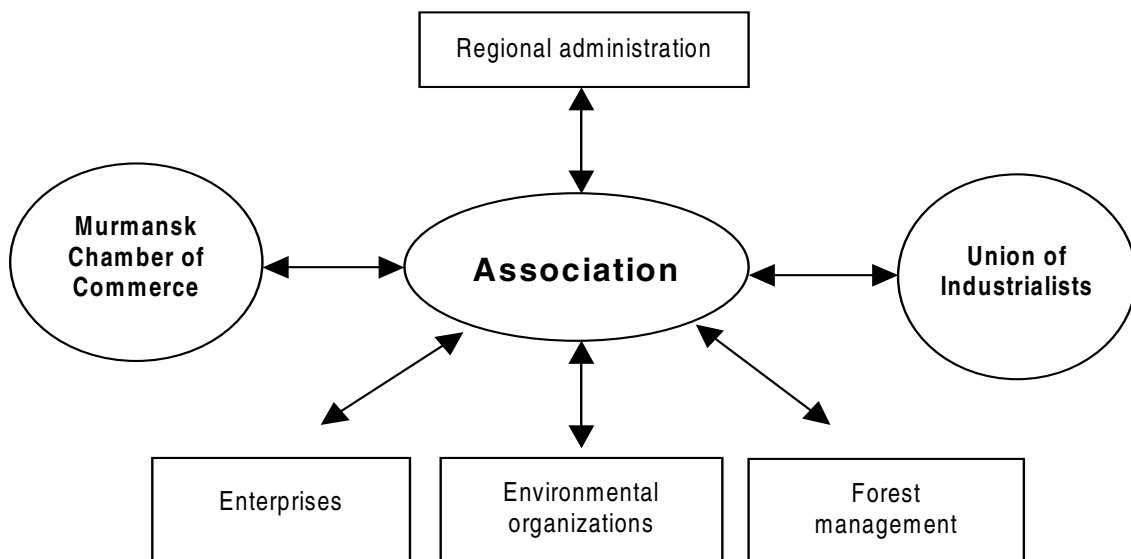 Regional administration
Murmansk
Chamber of
Commerce
Association
Union of
Industrialists
Enterprises
Environmental
organizations
Forest
management